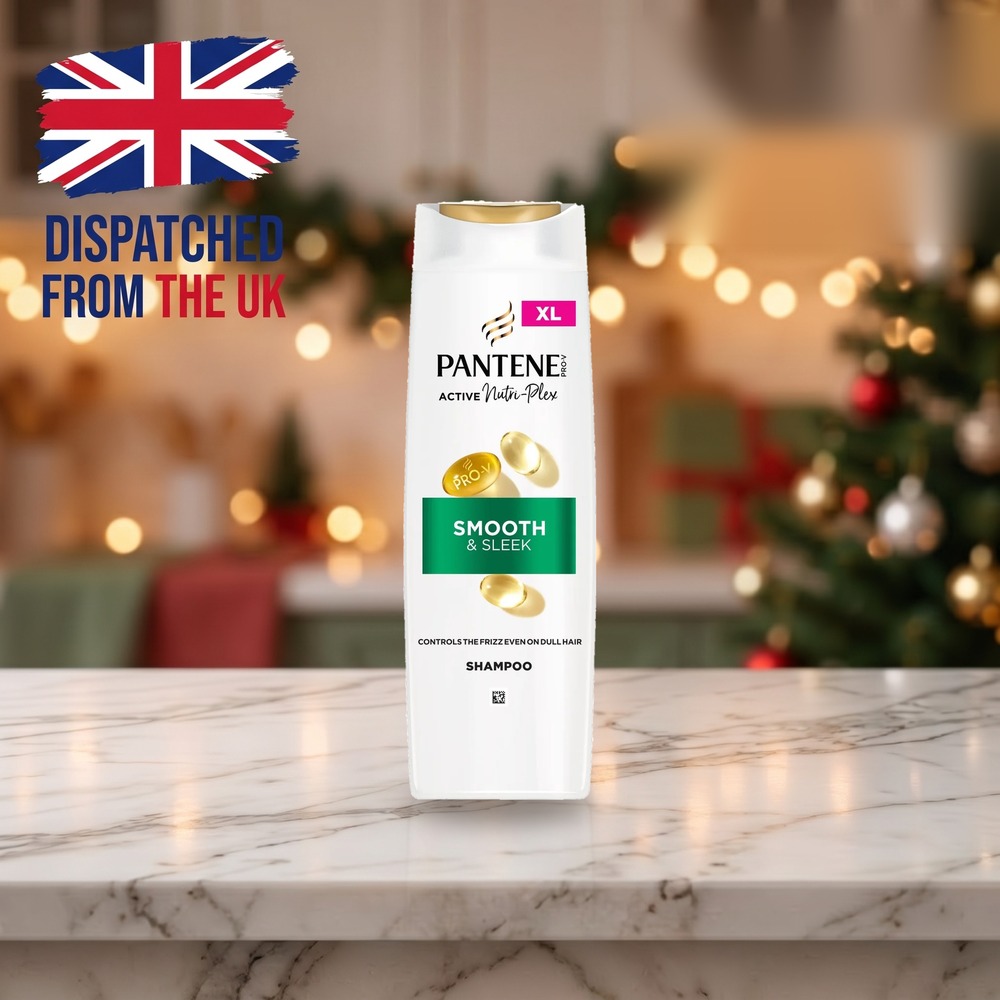 DISPATCHED
FROM THE UK
XL
PANTENE PRO-V
ACTIVE Nutri-Plex
PRO-V
SMOOTH
& SLEEK
CONTROLS THE FRIZZ EVEN ON DULL HAIR
SHAMPOO